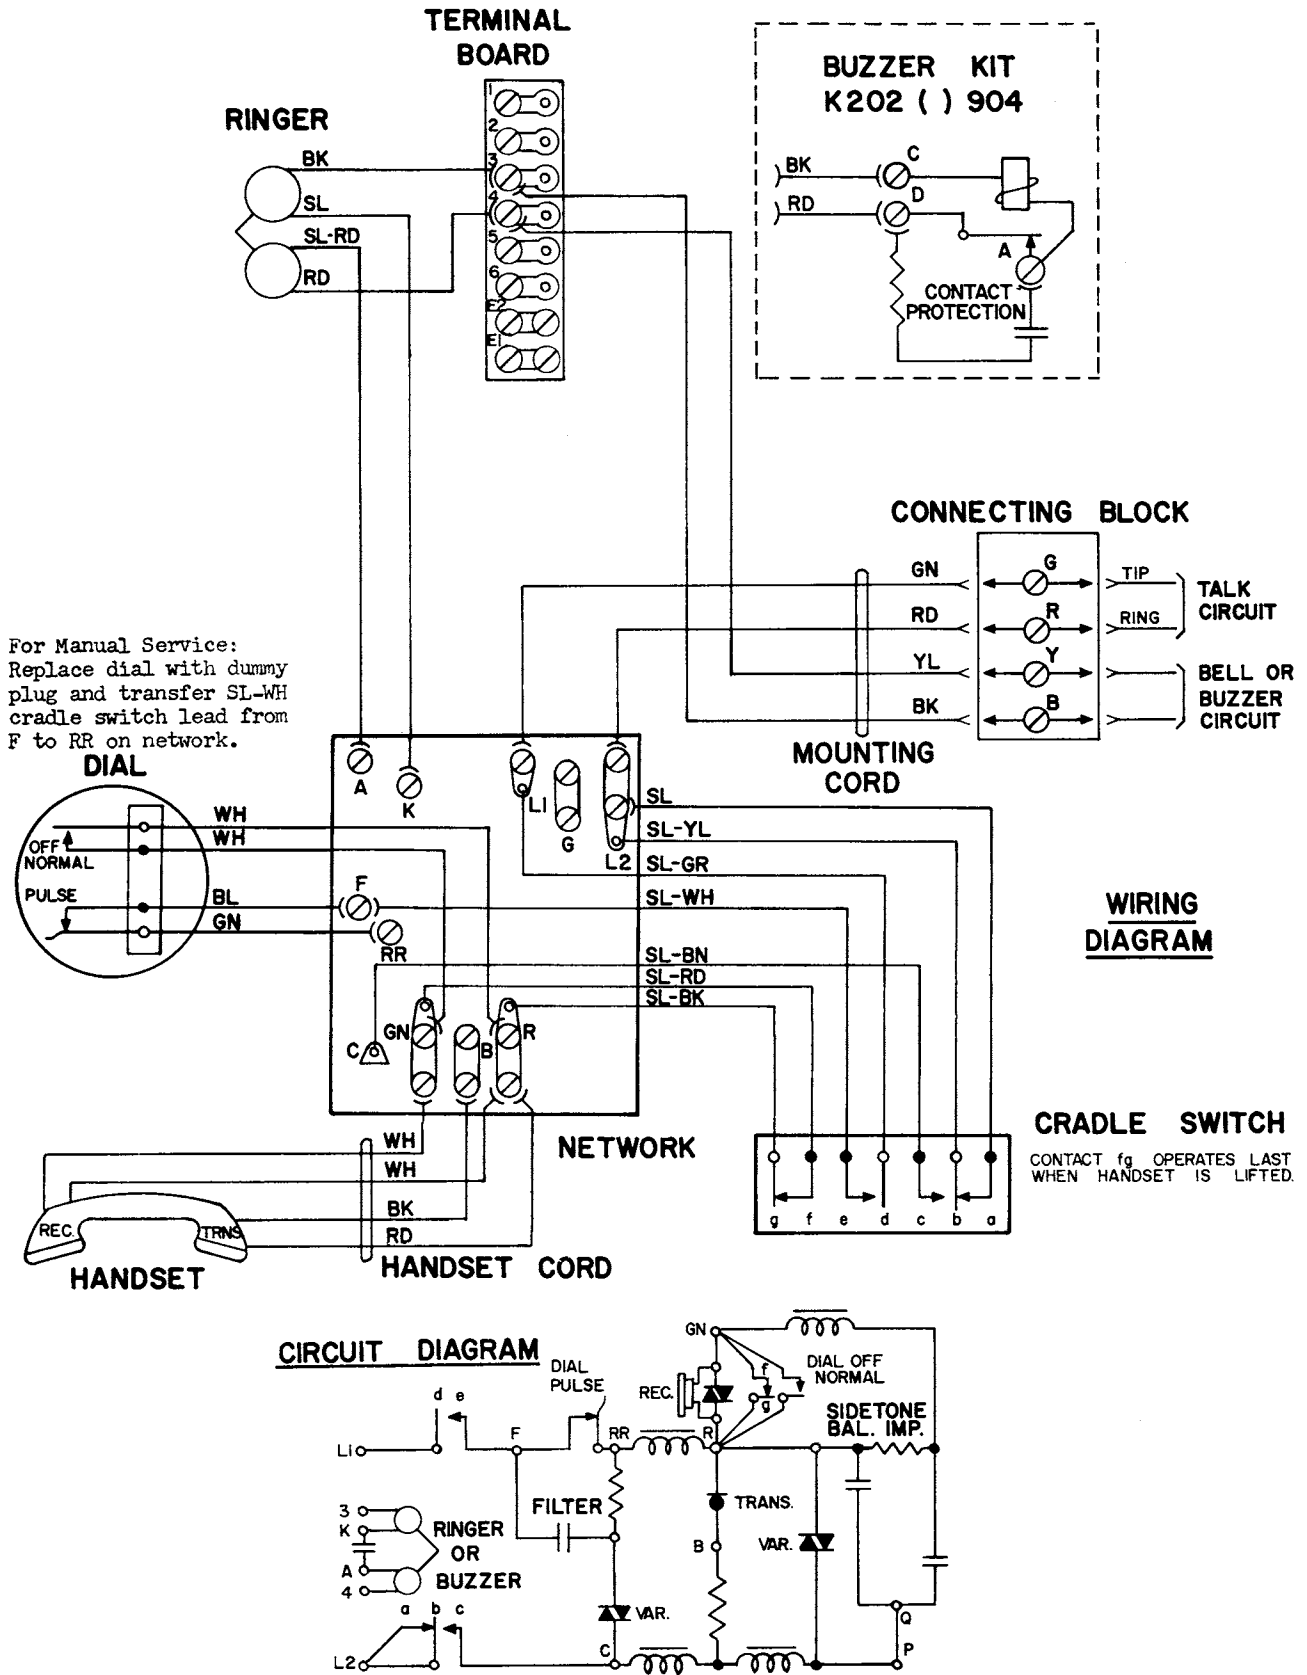 TERMINAL
BOARD
1
2
3
4
5
6
E2
E1
RINGER
BK
SL
SL-RD
RD
BUZZER KIT
K202 ( ) 904
BK
C
RD
D
A
CONTACT
PROTECTION
CONNECTING BLOCK
GN
G
TIP
RD
R
RING
TALK
CIRCUIT
YL
Y
BK
B
BELL OR
BUZZER
CIRCUIT
MOUNTING
CORD
For Manual Service:
Replace dial with dummy
plug and transfer SL-WH
cradle switch lead from
F to RR on network.
DIAL
OFF
NORMAL
PULSE
WH
WH
BL
GN
A
K
L1
G
L2
F
RR
GN
B
R
C
SL
SL-YL
SL-GR
SL-WH
SL-BN
SL-RD
SL-BK
WIRING
DIAGRAM
NETWORK
CRADLE SWITCH
CONTACT fg OPERATES LAST
WHEN HANDSET IS LIFTED.
g f e d c b a
WH
WH
BK
RD
REC.
TRNS
HANDSET
HANDSET CORD
CIRCUIT DIAGRAM
d e
L1
F
DIAL
PULSE
RR
R
GN
REC.
f
g
DIAL OFF
NORMAL
SIDETONE
BAL. IMP.
FILTER
TRANS.
B
VAR.
3
K
A
4
RINGER
OR
BUZZER
a b c
L2
VAR.
C
Q
P